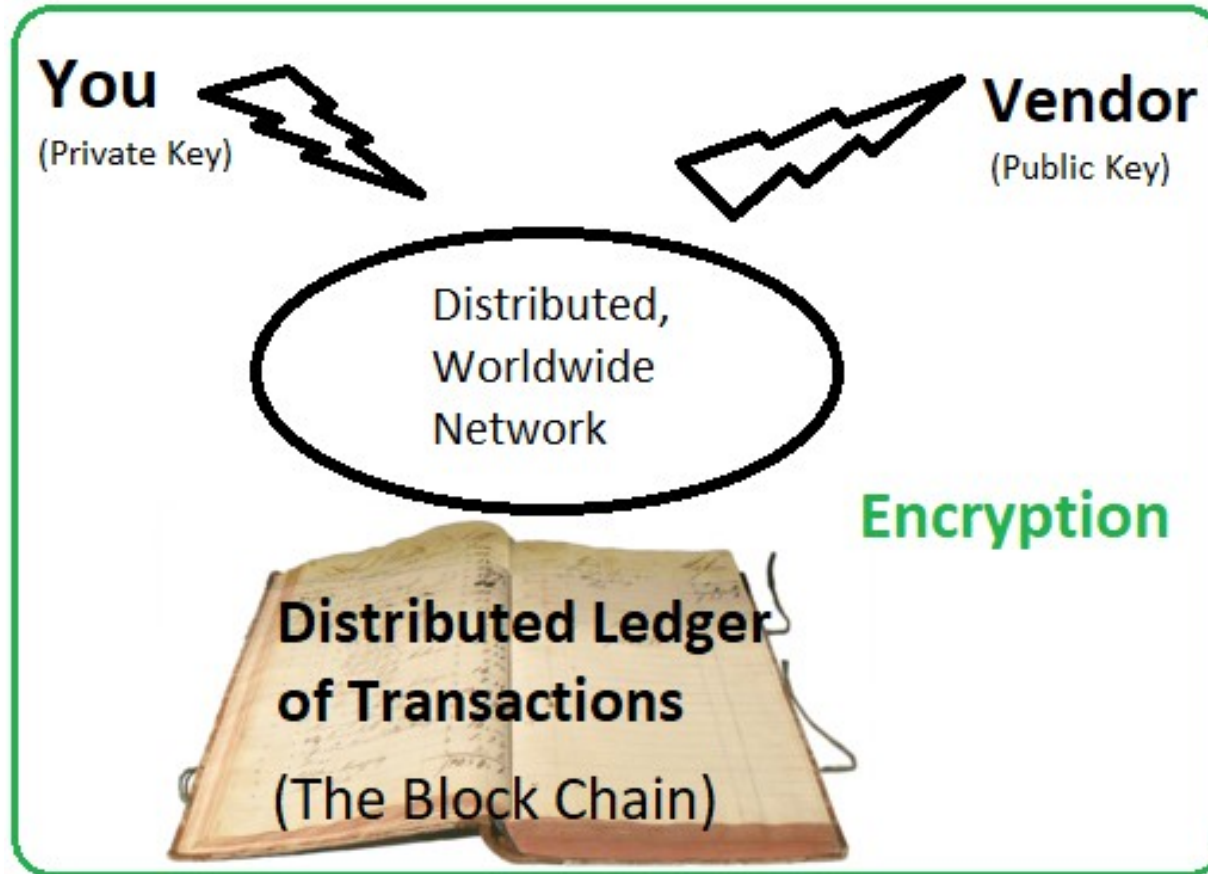 You
(Private Key)
Vendor
(Public Key)
Distributed,
Worldwide
Network
Encryption
Distributed Ledger
of Transactions
(The Block Chain)